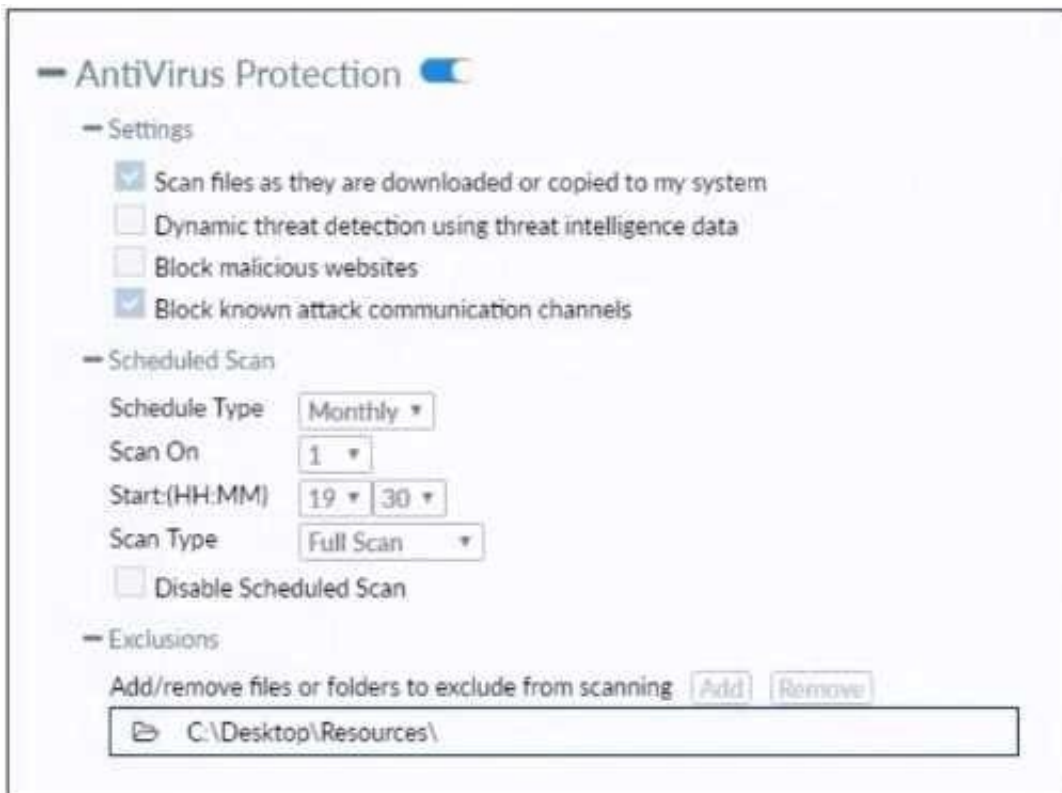 AntiVirus Protection
Settings
Scan files as they are downloaded or copied to my system
Dynamic threat detection using threat intelligence data
Block malicious websites
Block known attack communication channels
Scheduled Scan
Schedule Type Monthly
Scan On 1
Start:(HH:MM) 19 30
Scan Type Full Scan
Disable Scheduled Scan
Exclusions
Add/remove files or folders to exclude from scanning Add Remove
C:\Desktop\Resources\